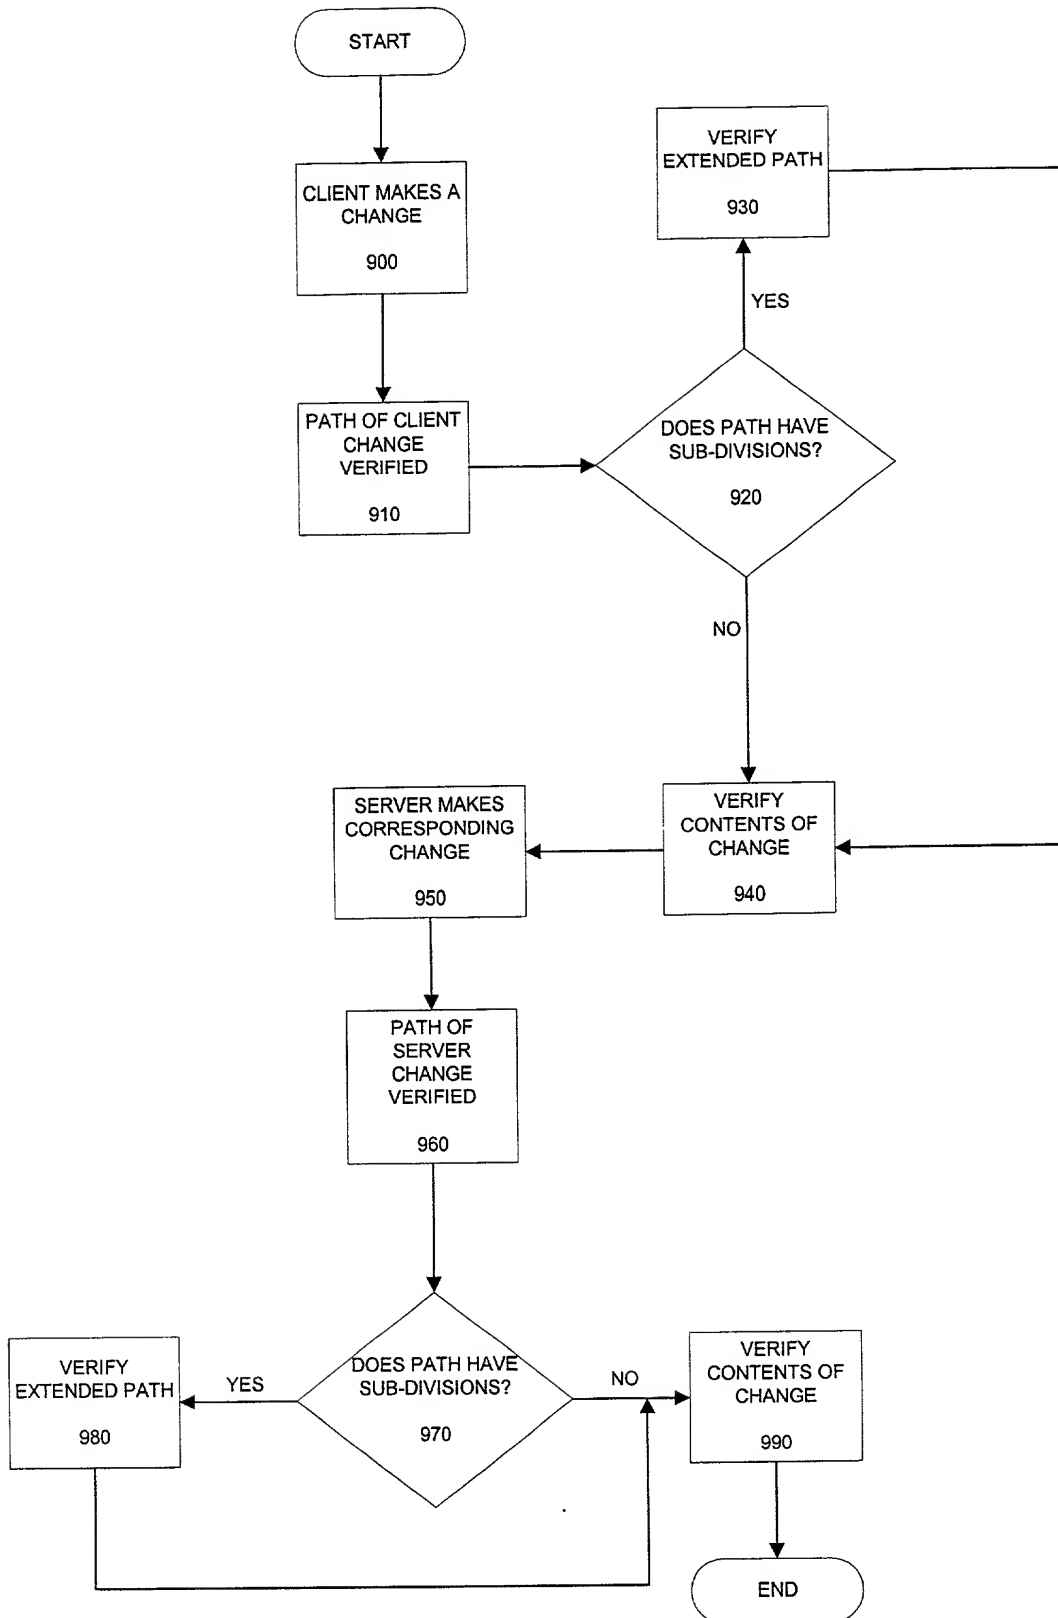 START
CLIENT MAKES A
CHANGE
900
PATH OF CLIENT
CHANGE
VERIFIED
910
DOES PATH HAVE
SUB-DIVISIONS?
920
YES
VERIFY
EXTENDED PATH
930
NO
VERIFY
CONTENTS OF
CHANGE
940
SERVER MAKES
CORRESPONDING
CHANGE
950
PATH OF
SERVER
CHANGE
VERIFIED
960
DOES PATH HAVE
SUB-DIVISIONS?
970
YES
VERIFY
EXTENDED PATH
980
NO
VERIFY
CONTENTS OF
CHANGE
990
END